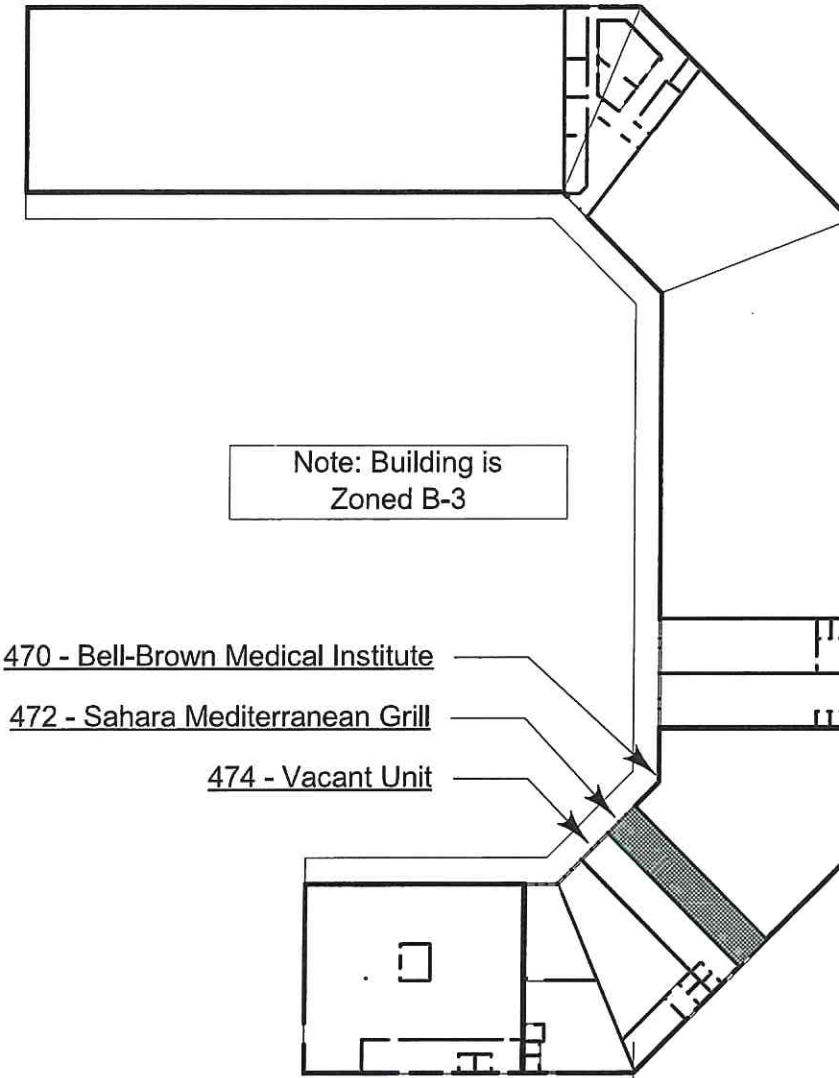 Note: Building is
Zoned B-3
470 - Bell-Brown Medical Institute
472 - Sahara Mediterranean Grill
474 - Vacant Unit